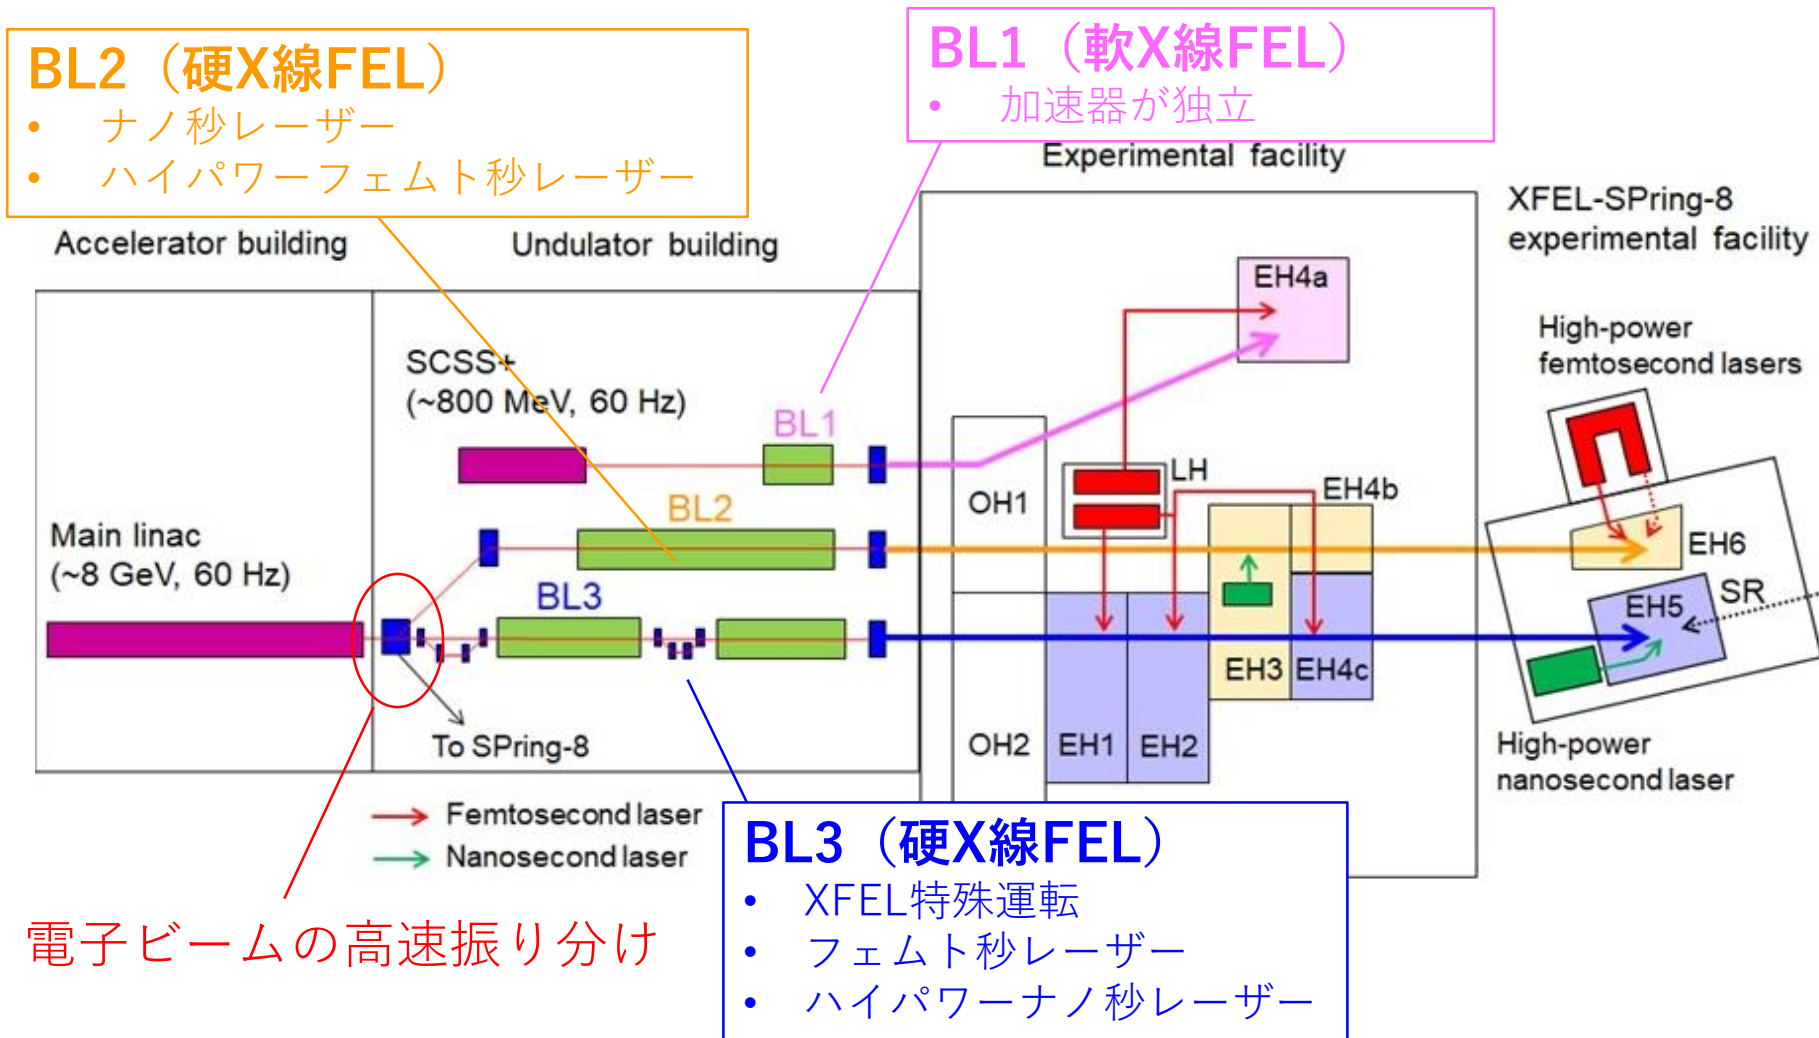 BL2（硬X線FEL）
• ナノ秒レーザー
• ハイパワーフェムト秒レーザー
BL1（軟X線FEL）
• 加速器が独立
Experimental facility
XFEL-SPring-8
experimental facility
Accelerator building
Undulator building
EH4a
High-power
femtosecond lasers
SCSS+
(~800 MeV, 60 Hz)
BL1
LH
EH4b
OH1
BL2
Main linac
(~8 GeV, 60 Hz)
EH6
BL3
EH5
SR
EH3
EH4c
To SPring-8
OH2
EH1
EH2
High-power
nanosecond laser
Femtosecond laser
Nanosecond laser
BL3（硬X線FEL）
• XFEL特殊運転
• フェムト秒レーザー
• ハイパワーナノ秒レーザー
電子ビームの高速振り分け